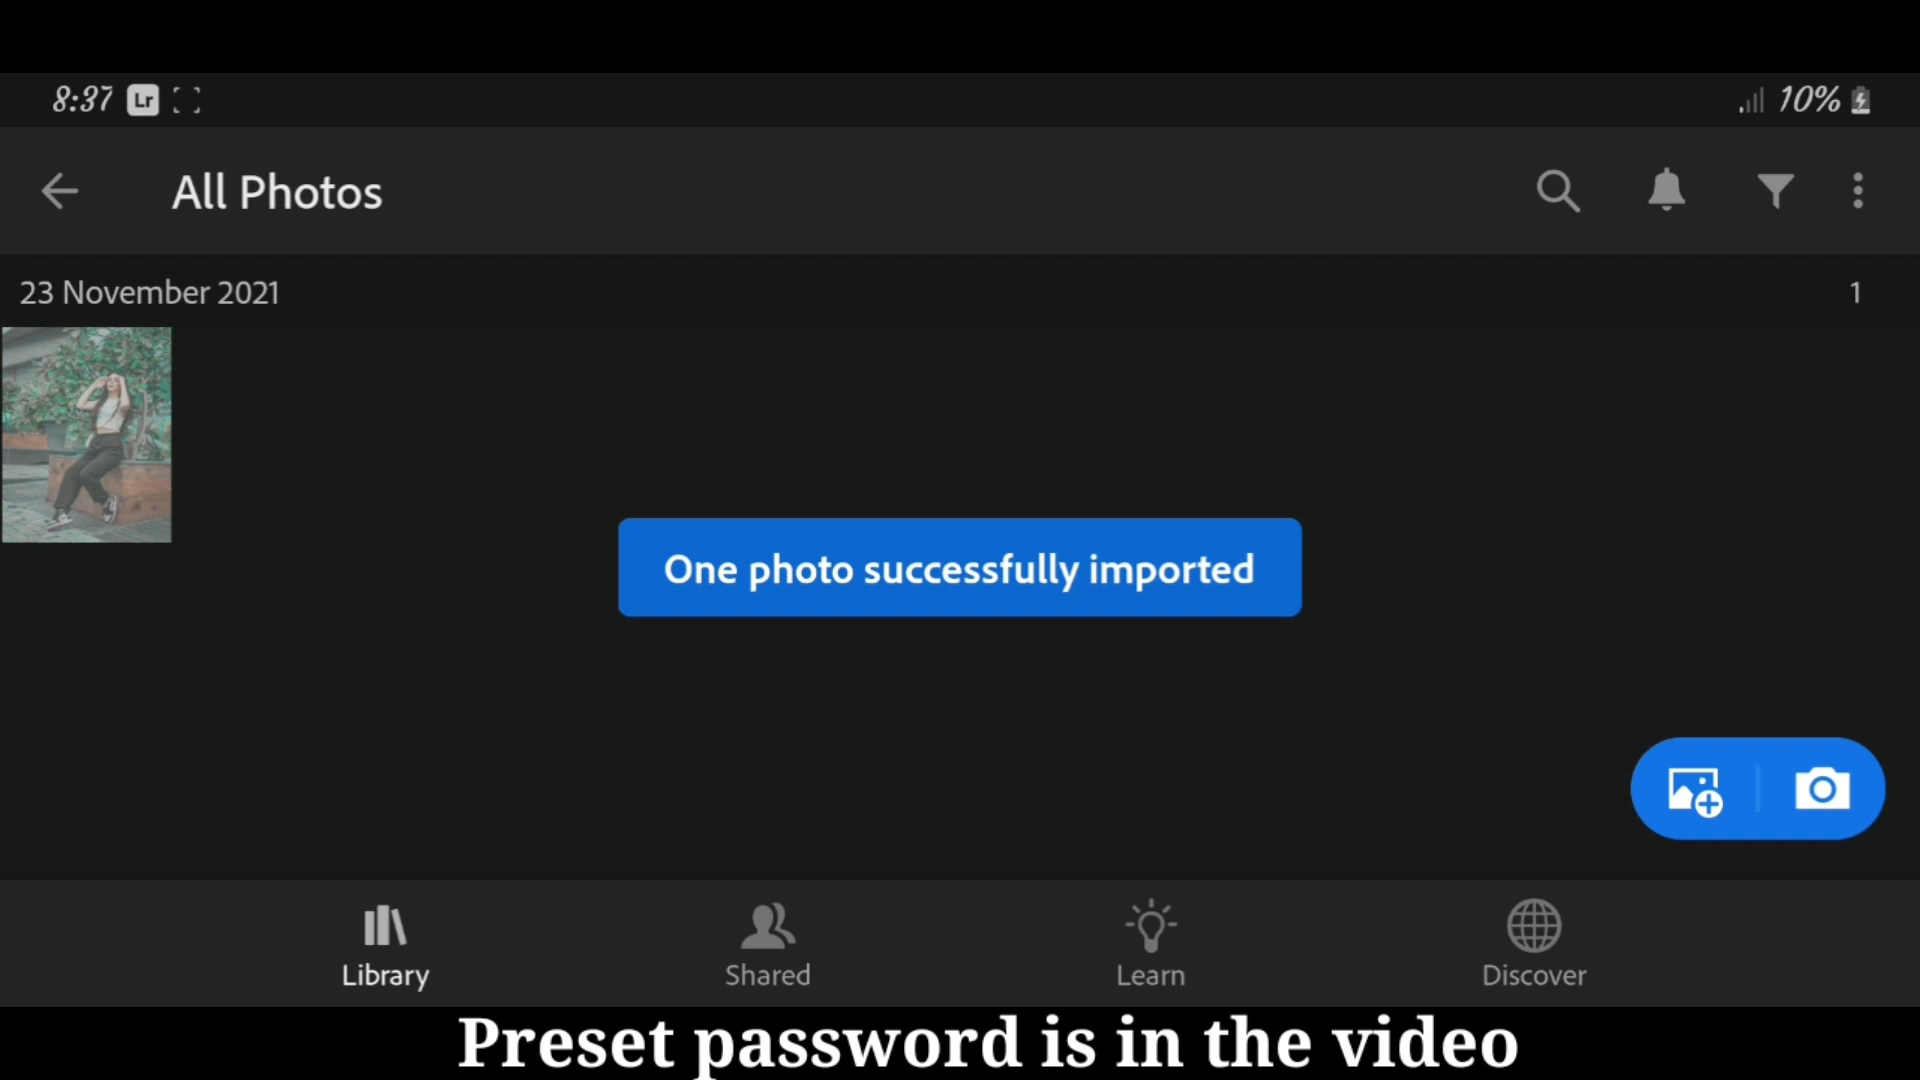 8:37 Lr 10%
All Photos
23 November 2021 1
One photo successfully imported
Library Shared Learn Discover
Preset password is in the video